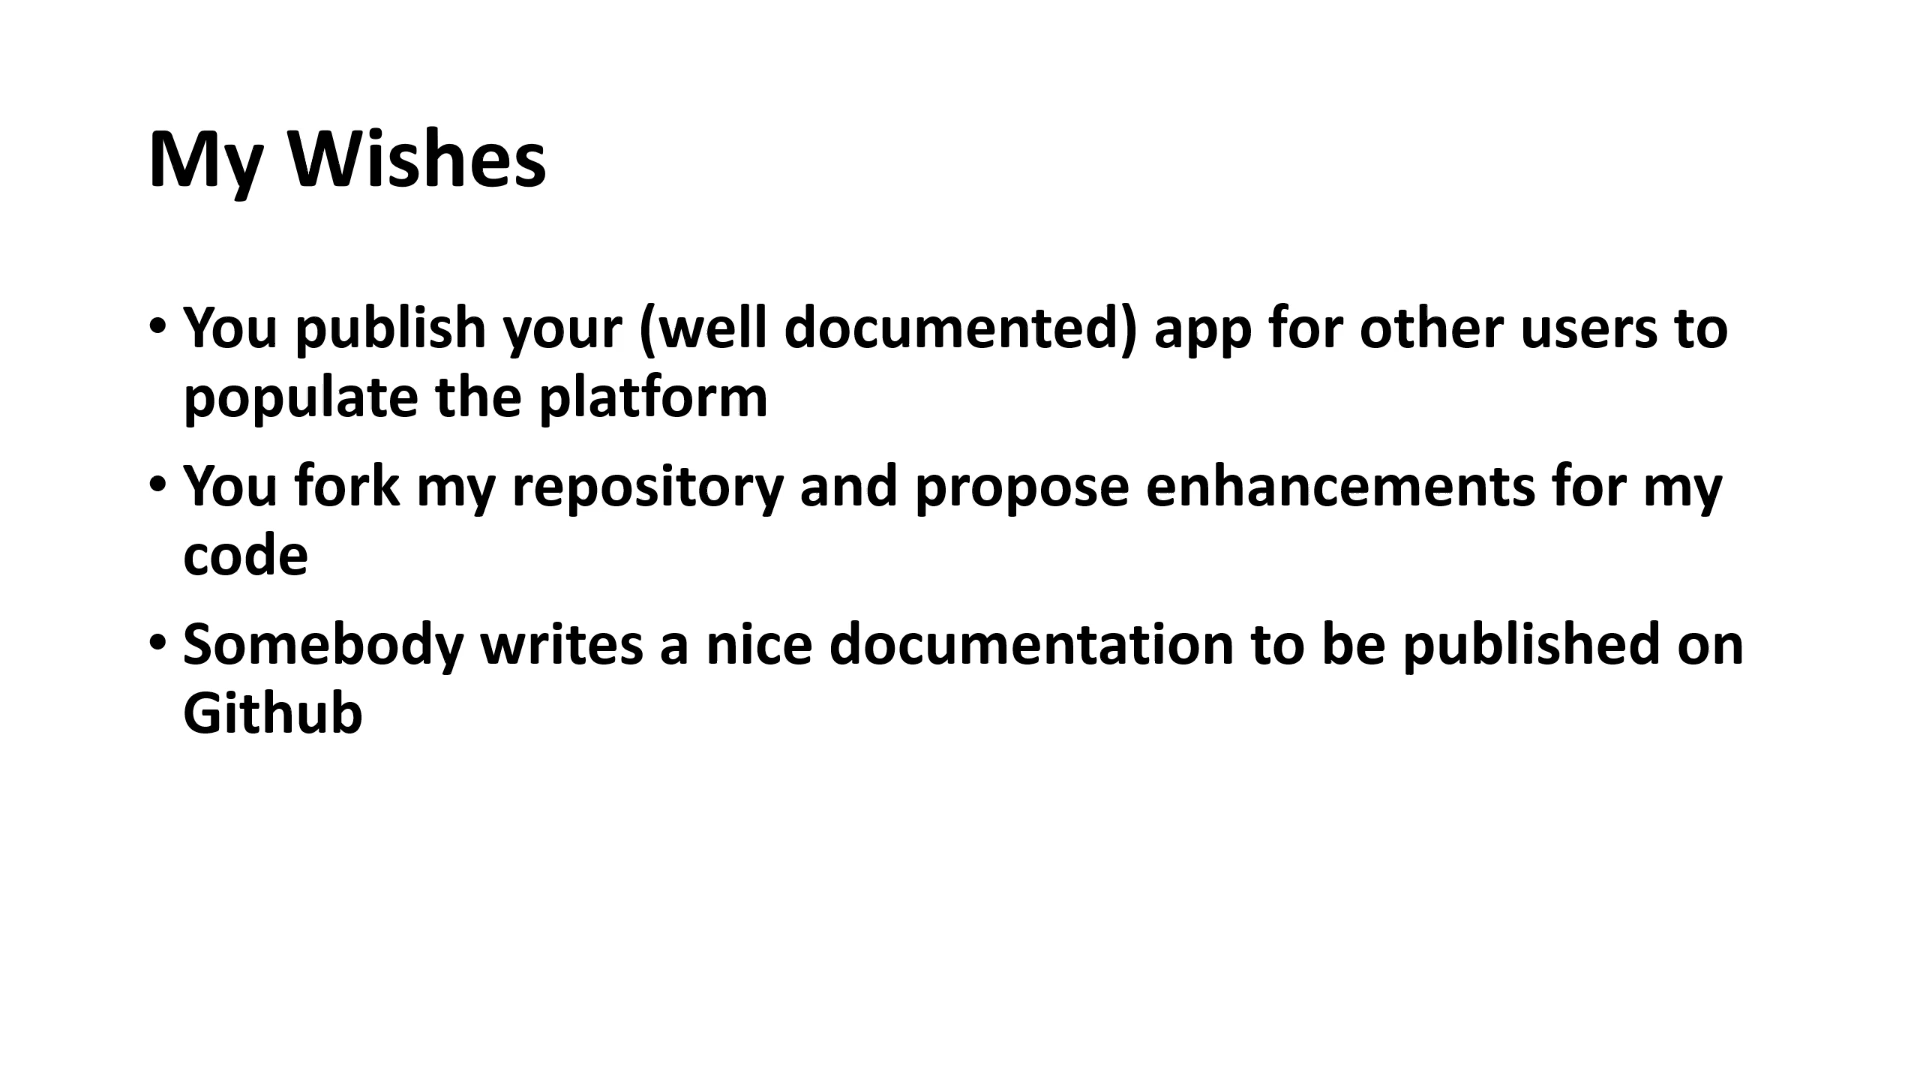 My Wishes
• You publish your (well documented) app for other users to
populate the platform
• You fork my repository and propose enhancements for my
code
• Somebody writes a nice documentation to be published on
Github